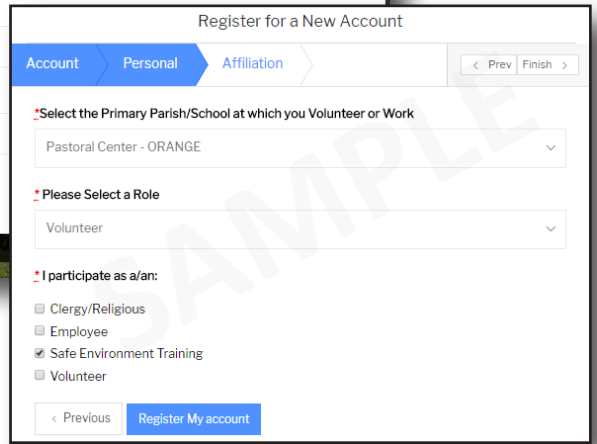 Register for a New Account
Account Personal Affiliation < Prev Finish >
*Select the Primary Parish/School at which you Volunteer or Work
Pastoral Center - ORANGE
* Please Select a Role
Volunteer
* I participate as a/an:
Clergy/Religious
Employee
Safe Environment Training
Volunteer
< Previous Register My account
SAMPLE